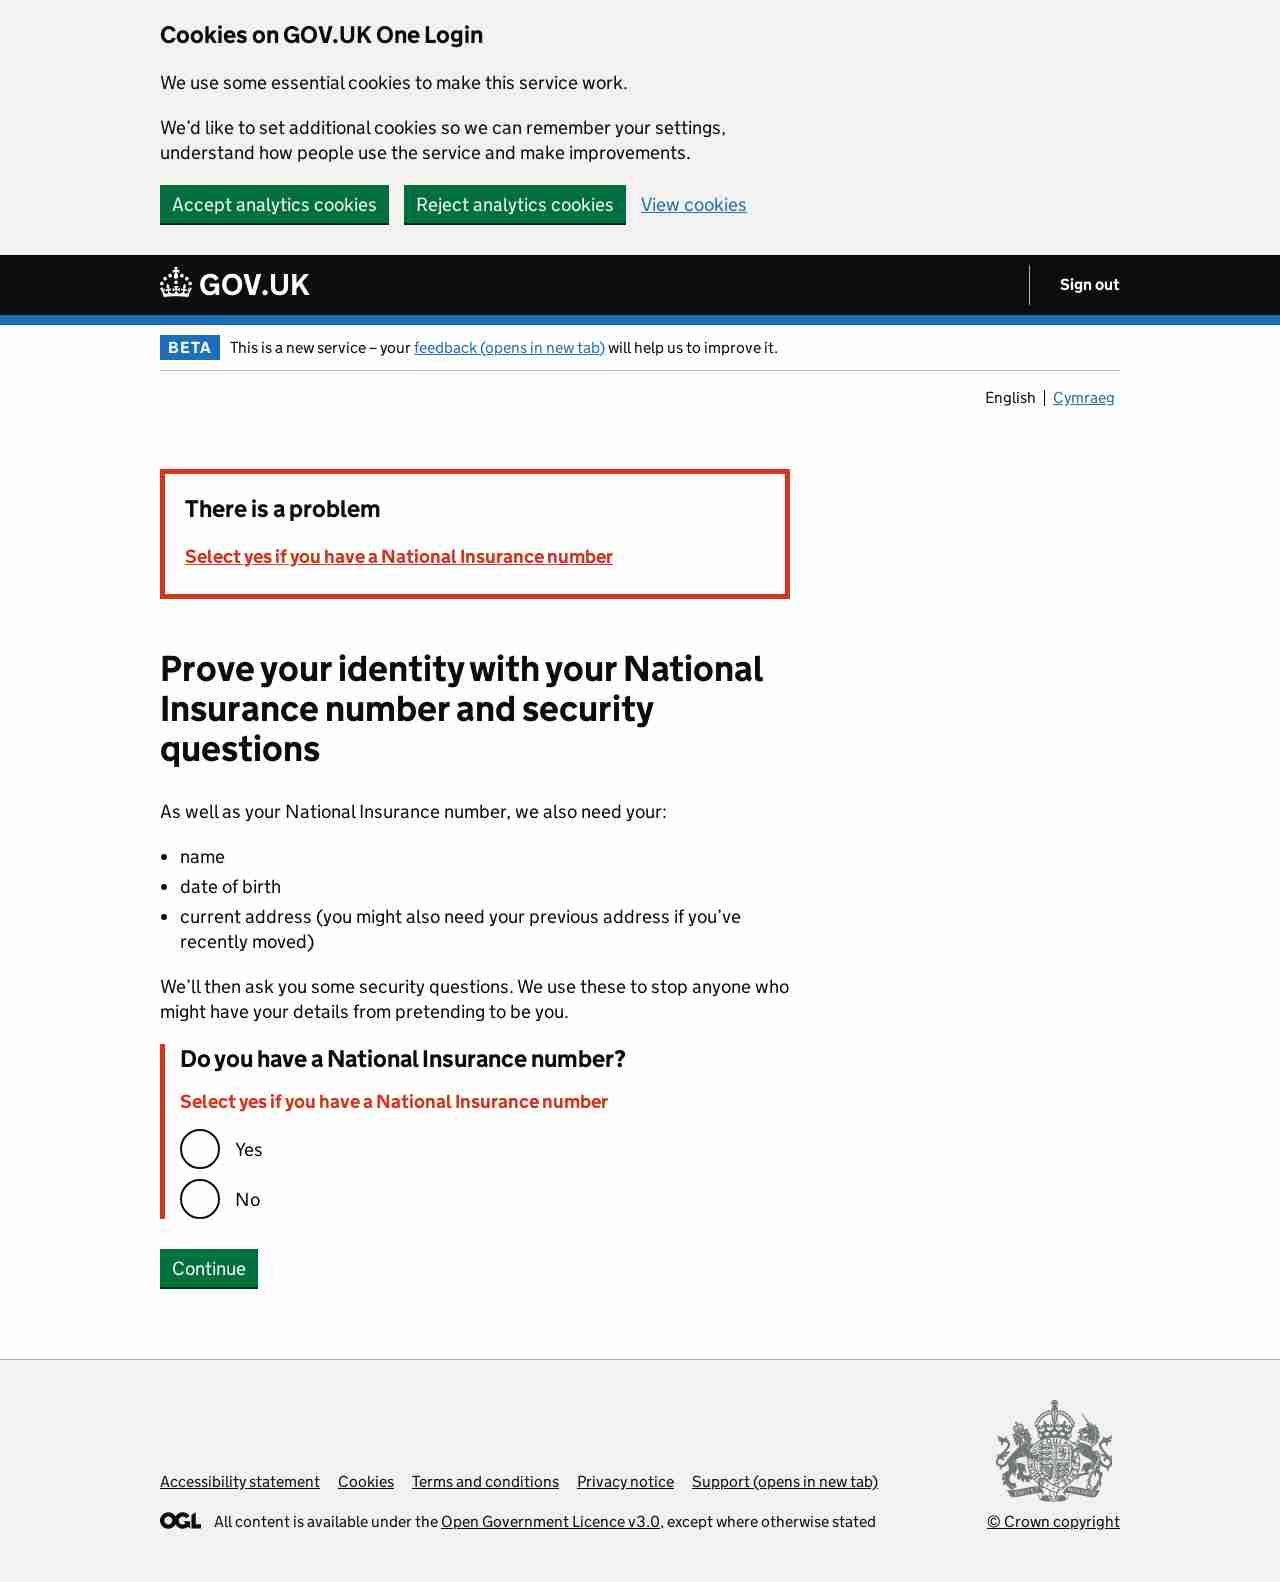 Cookies on GOV.UK One Login
We use some essential cookies to make this service work.
We’d like to set additional cookies so we can remember your settings,
understand how people use the service and make improvements.
Accept analytics cookies Reject analytics cookies View cookies
GOV.UK Sign out
BETA This is a new service – your feedback (opens in new tab) will help us to improve it.
English Cymraeg
There is a problem
Select yes if you have a National Insurance number
Prove your identity with your National
Insurance number and security
questions
As well as your National Insurance number, we also need your:
• name
• date of birth
• current address (you might also need your previous address if you’ve
recently moved)
We’ll then ask you some security questions. We use these to stop anyone who
might have your details from pretending to be you.
Do you have a National Insurance number?
Select yes if you have a National Insurance number
Yes
No
Continue
Accessibility statement Cookies Terms and conditions Privacy notice Support (opens in new tab)
OGL All content is available under the Open Government Licence v3.0, except where otherwise stated
© Crown copyright